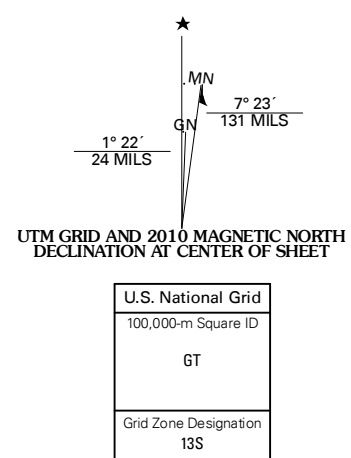 ★
MN
7° 23´
131 MILS
GN
1° 22´
24 MILS
UTM GRID AND 2010 MAGNETIC NORTH
DECLINATION AT CENTER OF SHEET
U.S. National Grid
100,000-m Square ID
GT
Grid Zone Designation
13S